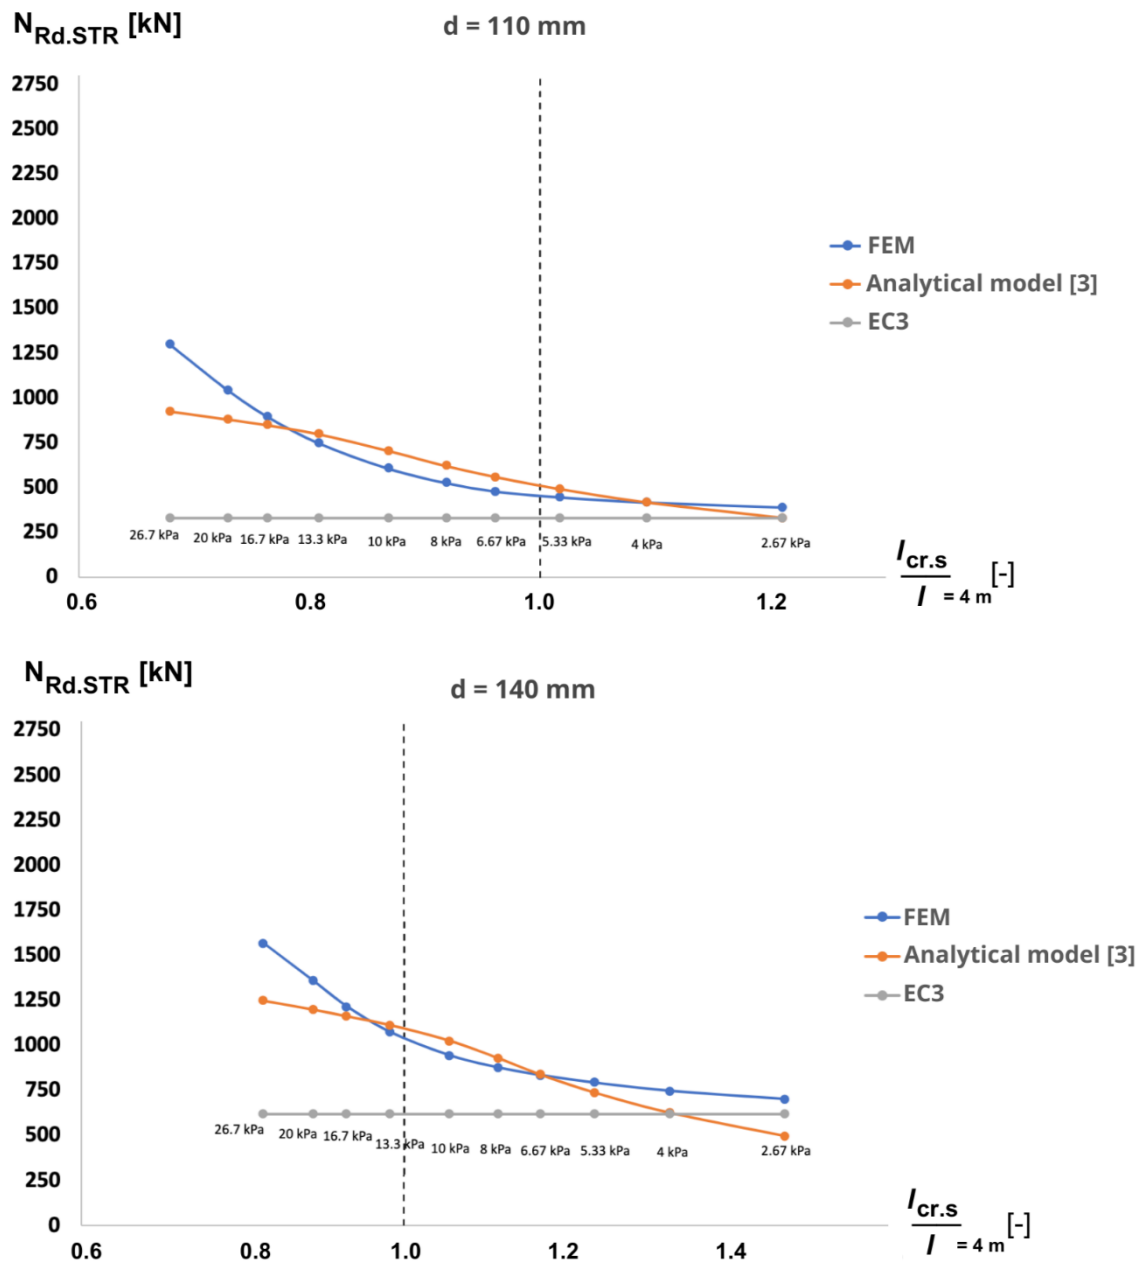 N_Rd.STR [kN]
d = 110 mm
2750
2500
2250
2000
1750
1500
1250
1000
750
500
250
0
FEM
Analytical model [3]
EC3
26.7 kPa 20 kPa 16.7 kPa 13.3 kPa 10 kPa 8 kPa 6.67 kPa 5.33 kPa 4 kPa 2.67 kPa
0.6 0.8 1.0 1.2
l_cr.s
l = 4 m [-]
N_Rd.STR [kN]
d = 140 mm
2750
2500
2250
2000
1750
1500
1250
1000
750
500
250
0
FEM
Analytical model [3]
EC3
26.7 kPa 20 kPa 16.7 kPa 13.3 kPa 10 kPa 8 kPa 6.67 kPa 5.33 kPa 4 kPa 2.67 kPa
0.6 0.8 1.0 1.2 1.4
l_cr.s
l = 4 m [-]